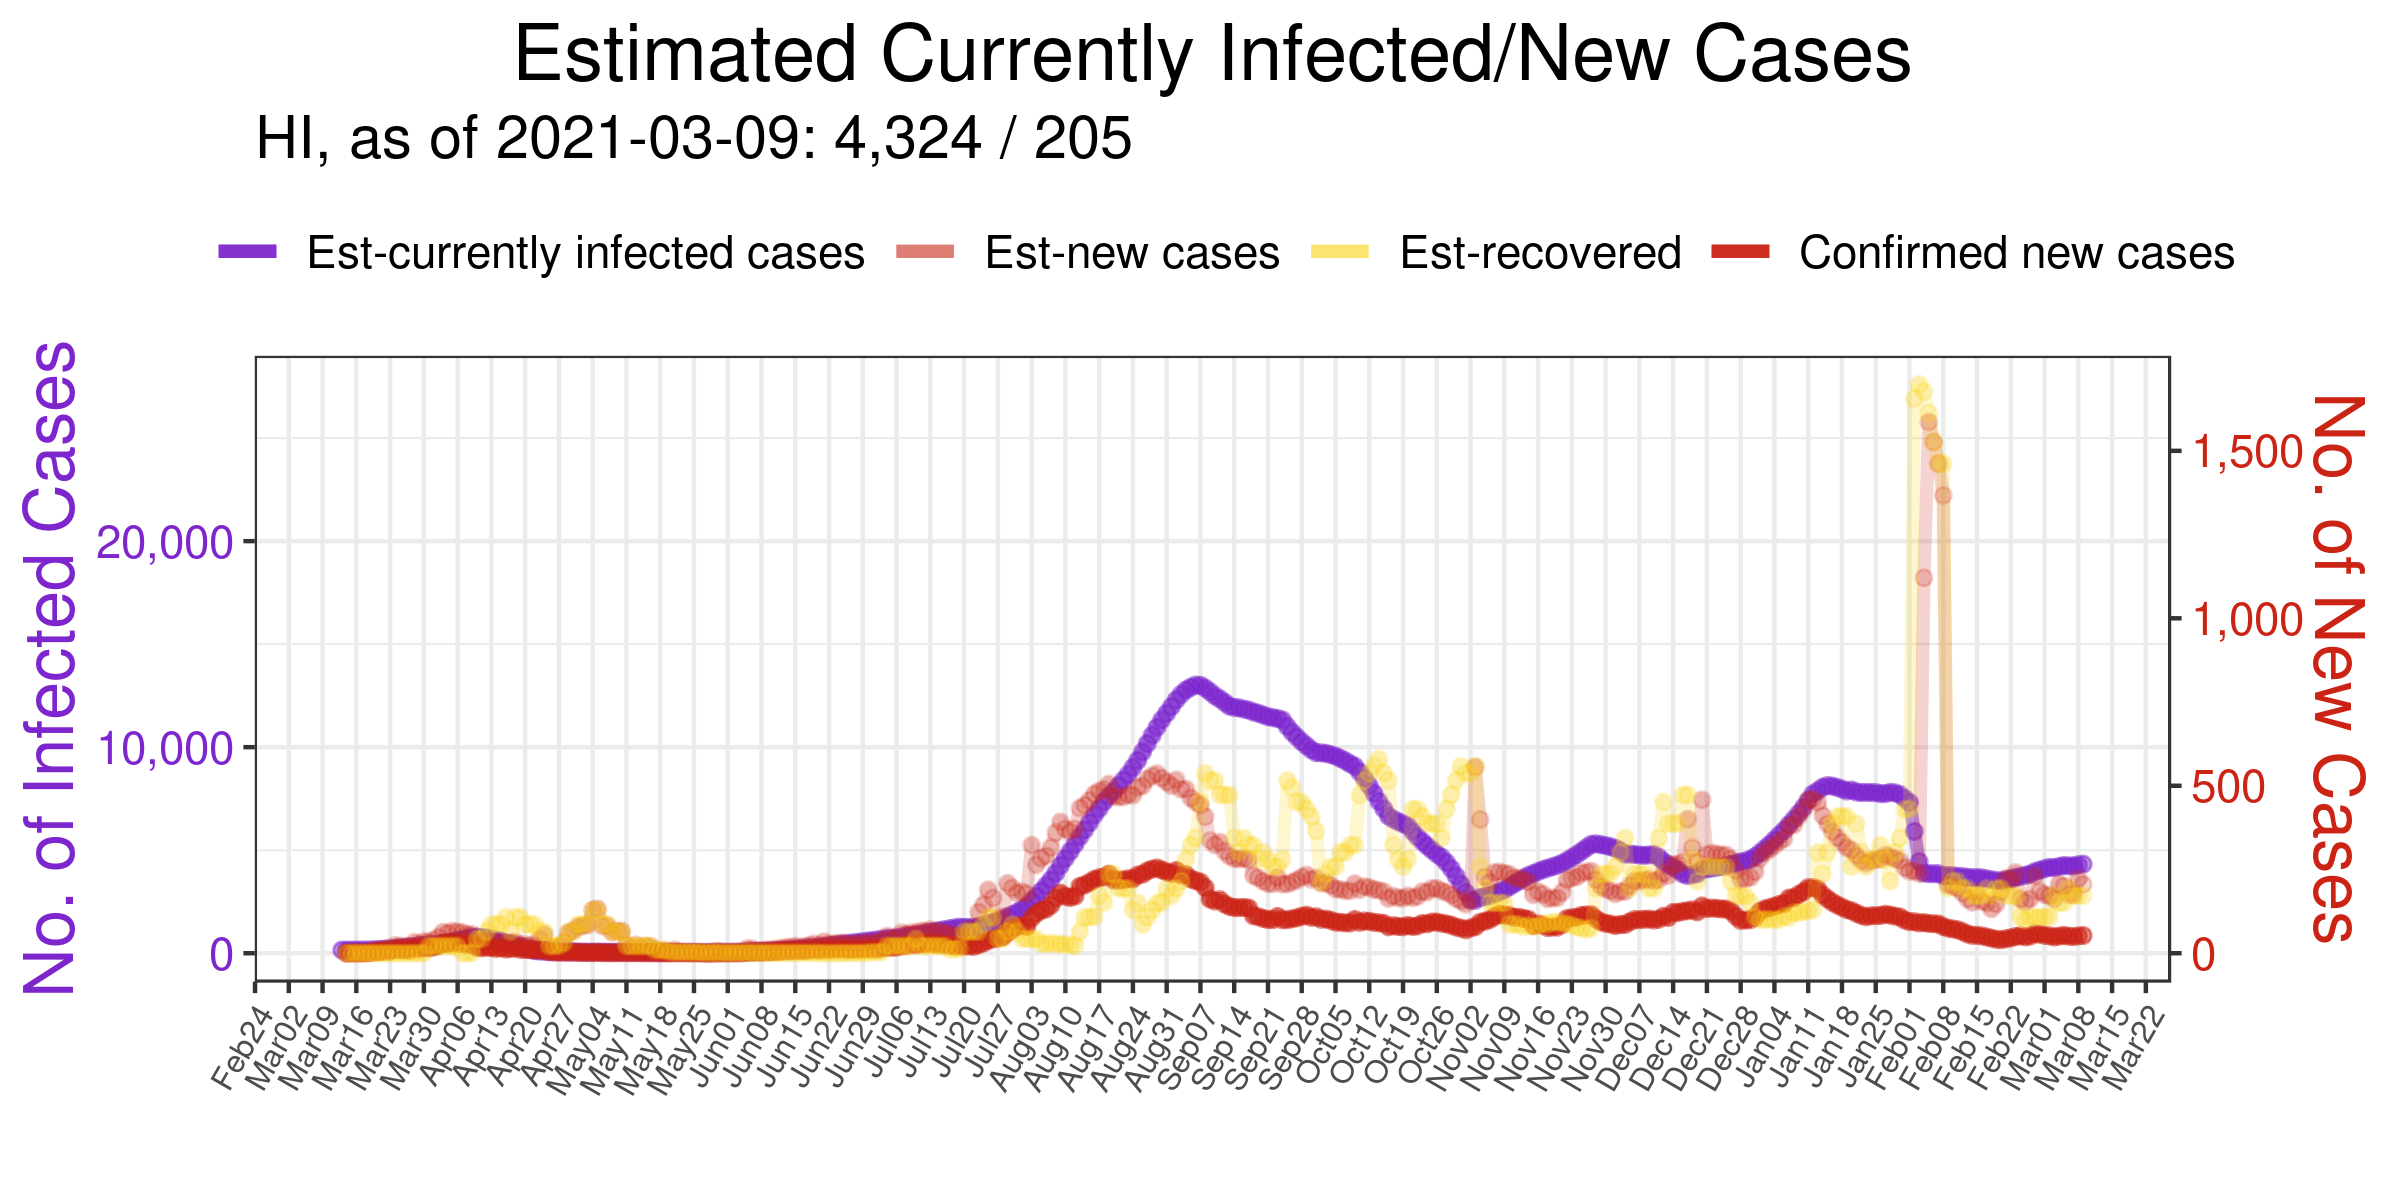 Estimated Currently Infected/New Cases
HI, as of 2021-03-09: 4,324 / 205
Est-currently infected cases Est-new cases Est-recovered Confirmed new cases
No. of Infected Cases
20,000
10,000
0
1,500
1,000
500
0
No. of New Cases
Feb24 Mar02 Mar09 Mar16 Mar23 Mar30 Apr06 Apr13 Apr20 Apr27 May04 May11 May18 May25 Jun01 Jun08 Jun15 Jun22 Jun29 Jul06 Jul13 Jul20 Jul27 Aug03 Aug10 Aug17 Aug24 Aug31 Sep07 Sep14 Sep21 Sep28 Oct05 Oct12 Oct19 Oct26 Nov02 Nov09 Nov16 Nov23 Nov30 Dec07 Dec14 Dec21 Dec28 Jan04 Jan11 Jan18 Jan25 Feb01 Feb08 Feb15 Feb22 Mar01 Mar08 Mar15 Mar22